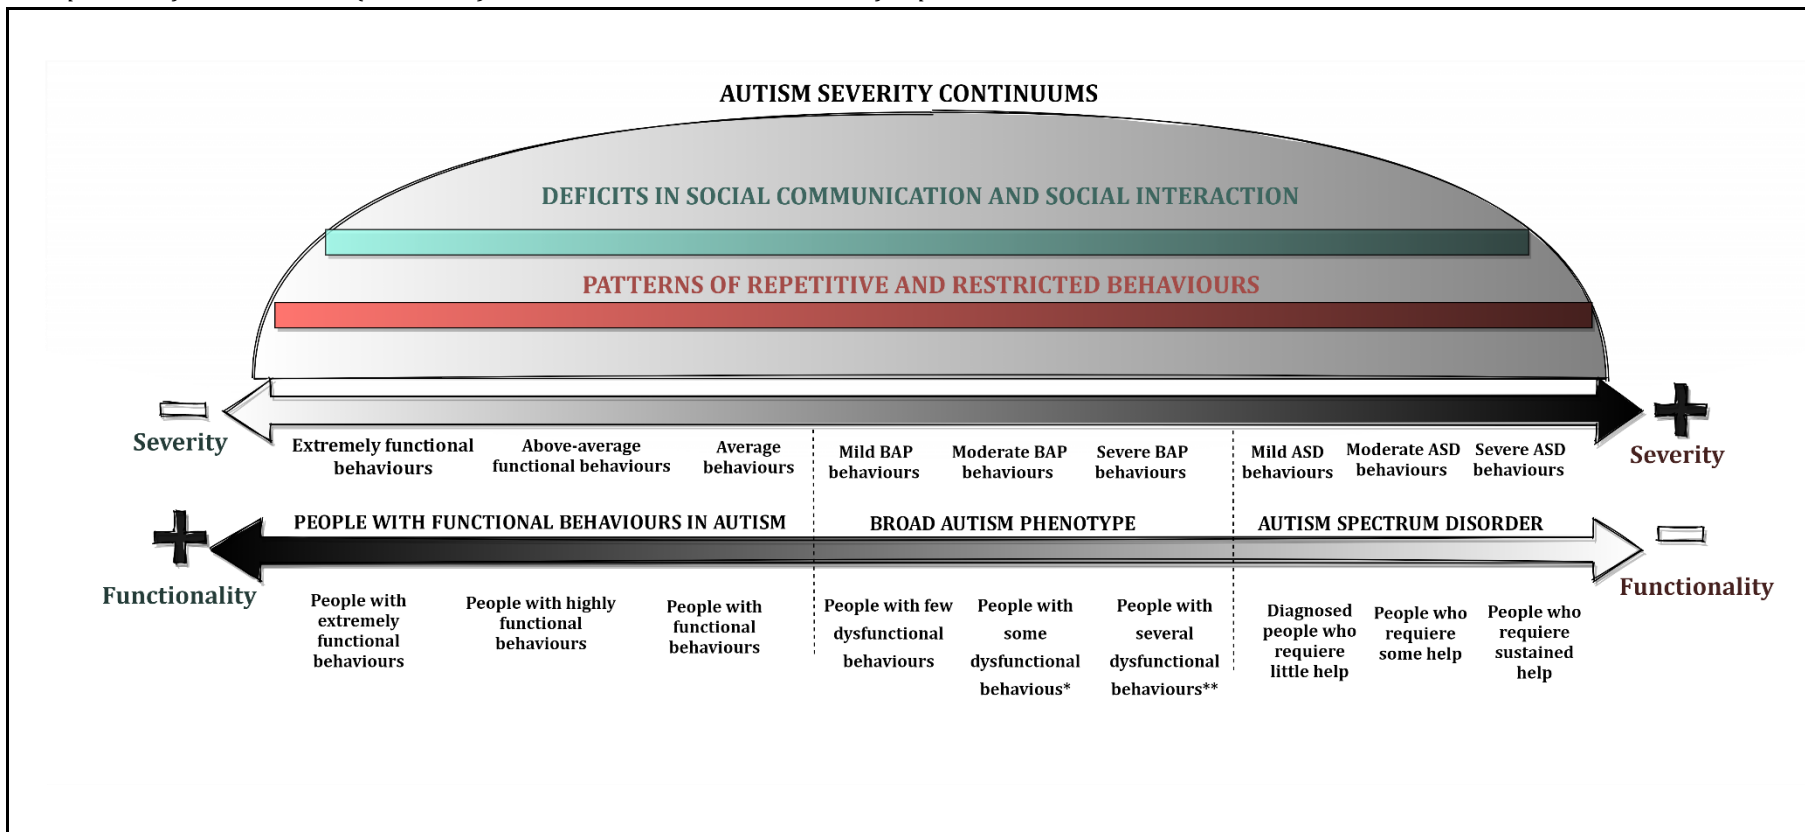 AUTISM SEVERITY CONTINUUMS
DEFICITS IN SOCIAL COMMUNICATION AND SOCIAL INTERACTION
PATTERNS OF REPETITIVE AND RESTRICTED BEHAVIOURS
Severity
Extremely functional
behaviours
Above-average
functional behaviours
Average
behaviours
Mild BAP
behaviours
Moderate BAP
behaviours
Severe BAP
behaviours
Mild ASD
behaviours
Moderate ASD
behaviours
Severe ASD
behaviours
Severity
PEOPLE WITH FUNCTIONAL BEHAVIOURS IN AUTISM
BROAD AUTISM PHENOTYPE
AUTISM SPECTRUM DISORDER
Functionality
Functionality
People with
extremely
functional
behaviours
People with highly
functional
behaviours
People with
functional
behaviours
People with few
dysfunctional
behaviours
People with
some
dysfunctional
behavious*
People with
several
dysfunctional
behaviours**
Diagnosed
people who
requiere
little help
People who
requiere
some help
People who
requiere
sustained
help